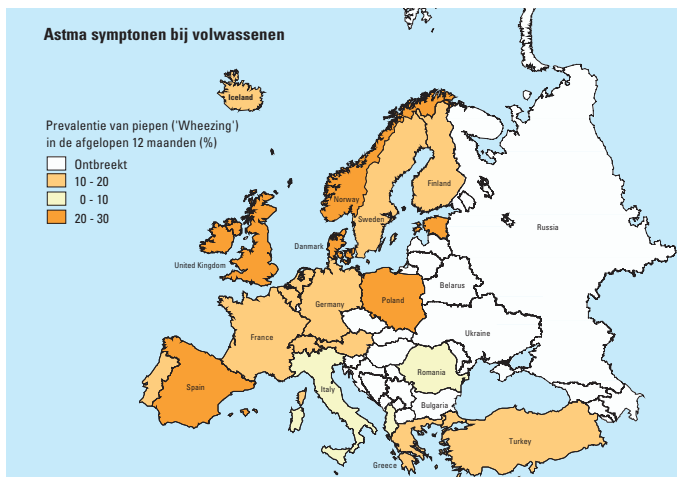 Astma symptonen bij volwassenen
Iceland
Prevalentie van piepen ('Wheezing')
in de afgelopen 12 maanden (%)
Ontbreekt
10 - 20
0 - 10
20 - 30
Norway
Finland
Sweden
Russia
Danmark
United Kingdom
Belarus
Germany
Poland
Ukraine
France
Romania
Spain
Italy
Bulgaria
Turkey
Greece